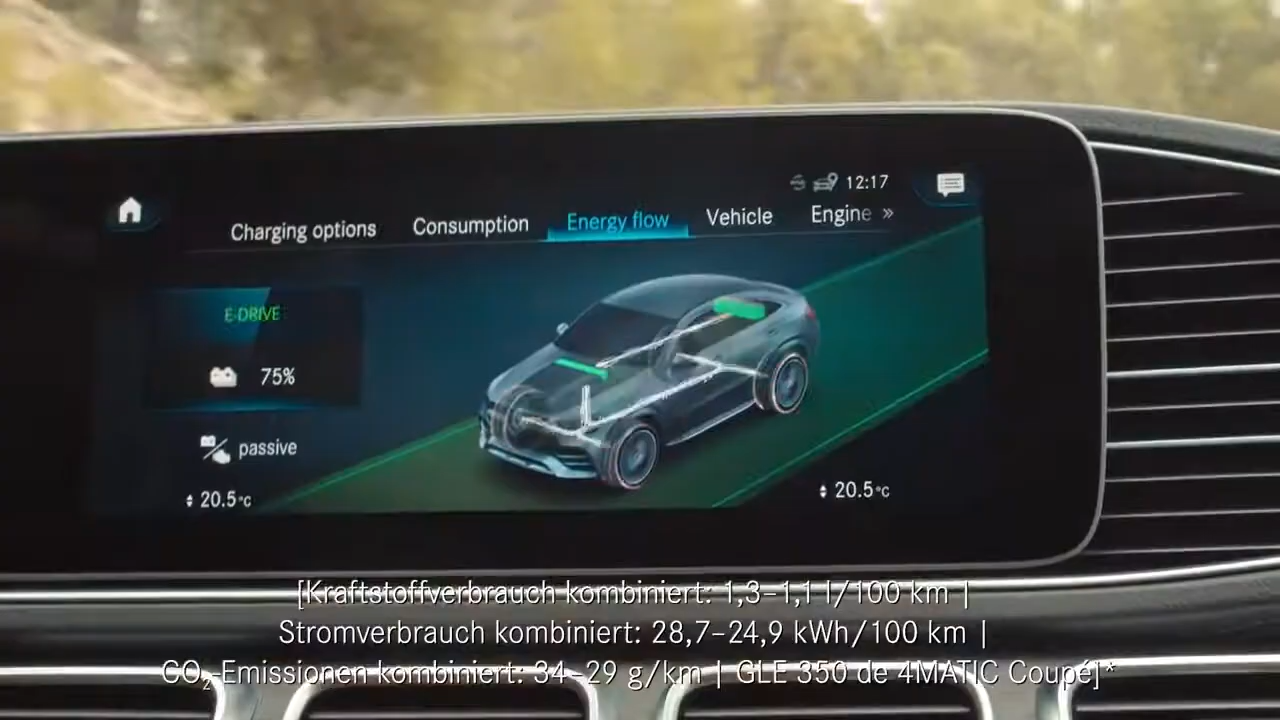 12:17
Charging options Consumption Energy flow Vehicle Engine »
E-DRIVE
75%
passive
20.5°C 20.5°C
[Kraftstoffverbrauch kombiniert: 1,3–1,1 l/100 km |
Stromverbrauch kombiniert: 28,7–24,9 kWh/100 km |
CO₂-Emissionen kombiniert: 34–29 g/km | GLE 350 de 4MATIC Coupé]*